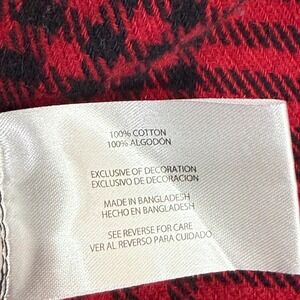 100% COTTON
100% ALGODÓN
EXCLUSIVE OF DECORATION
EXCLUSIVO DE DECORACION
MADE IN BANGLADESH
HECHO EN BANGLADESH
SEE REVERSE FOR CARE
VER AL REVERSO PARA CUIDADO